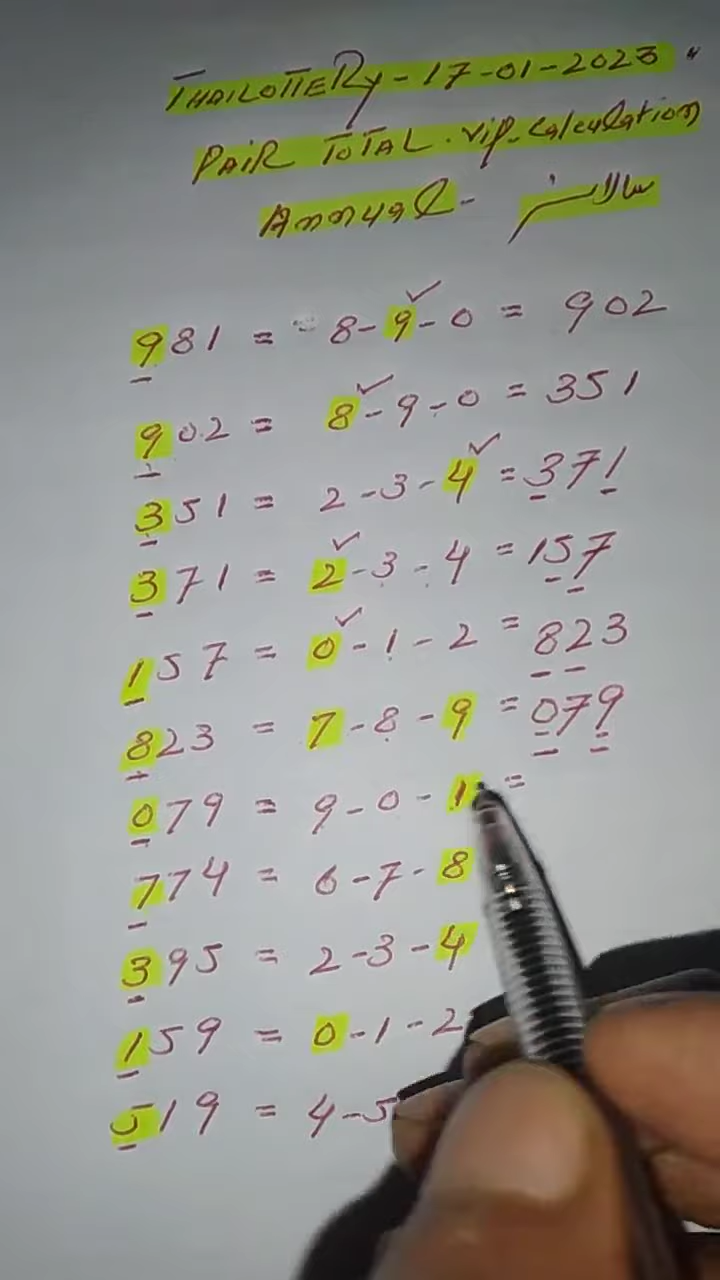 THAILOTTERY - 17-01-2023 "
PAIR TOTAL. vip. calculation
Annual - سالانہ
981 = 8-9-0 = 902
902 = 8-9-0 = 351
351 = 2-3-4 = 371
371 = 2-3-4 = 157
157 = 0-1-2 = 823
823 = 7-8-9 = 079
079 = 9-0-1 =
774 = 6-7-8
395 = 2-3-4
159 = 0-1-2
519 = 4-5